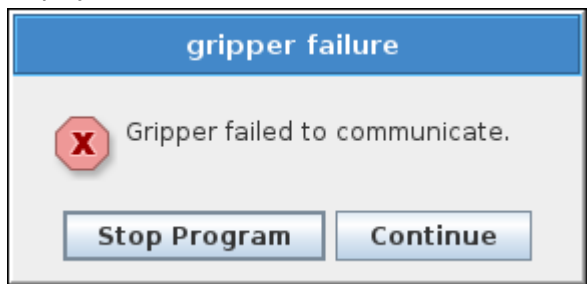 gripper failure
Gripper failed to communicate.
Stop Program
Continue